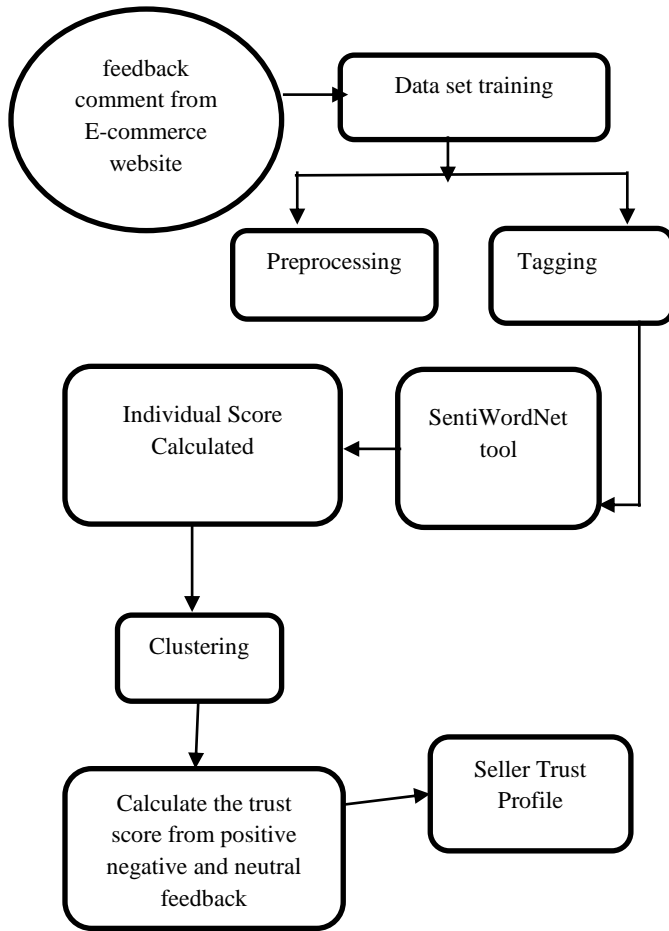 feedback
comment from
E-commerce
website
Data set training
Preprocessing
Tagging
SentiWordNet
tool
Individual Score
Calculated
Clustering
Calculate the trust
score from positive
negative and neutral
feedback
Seller Trust
Profile